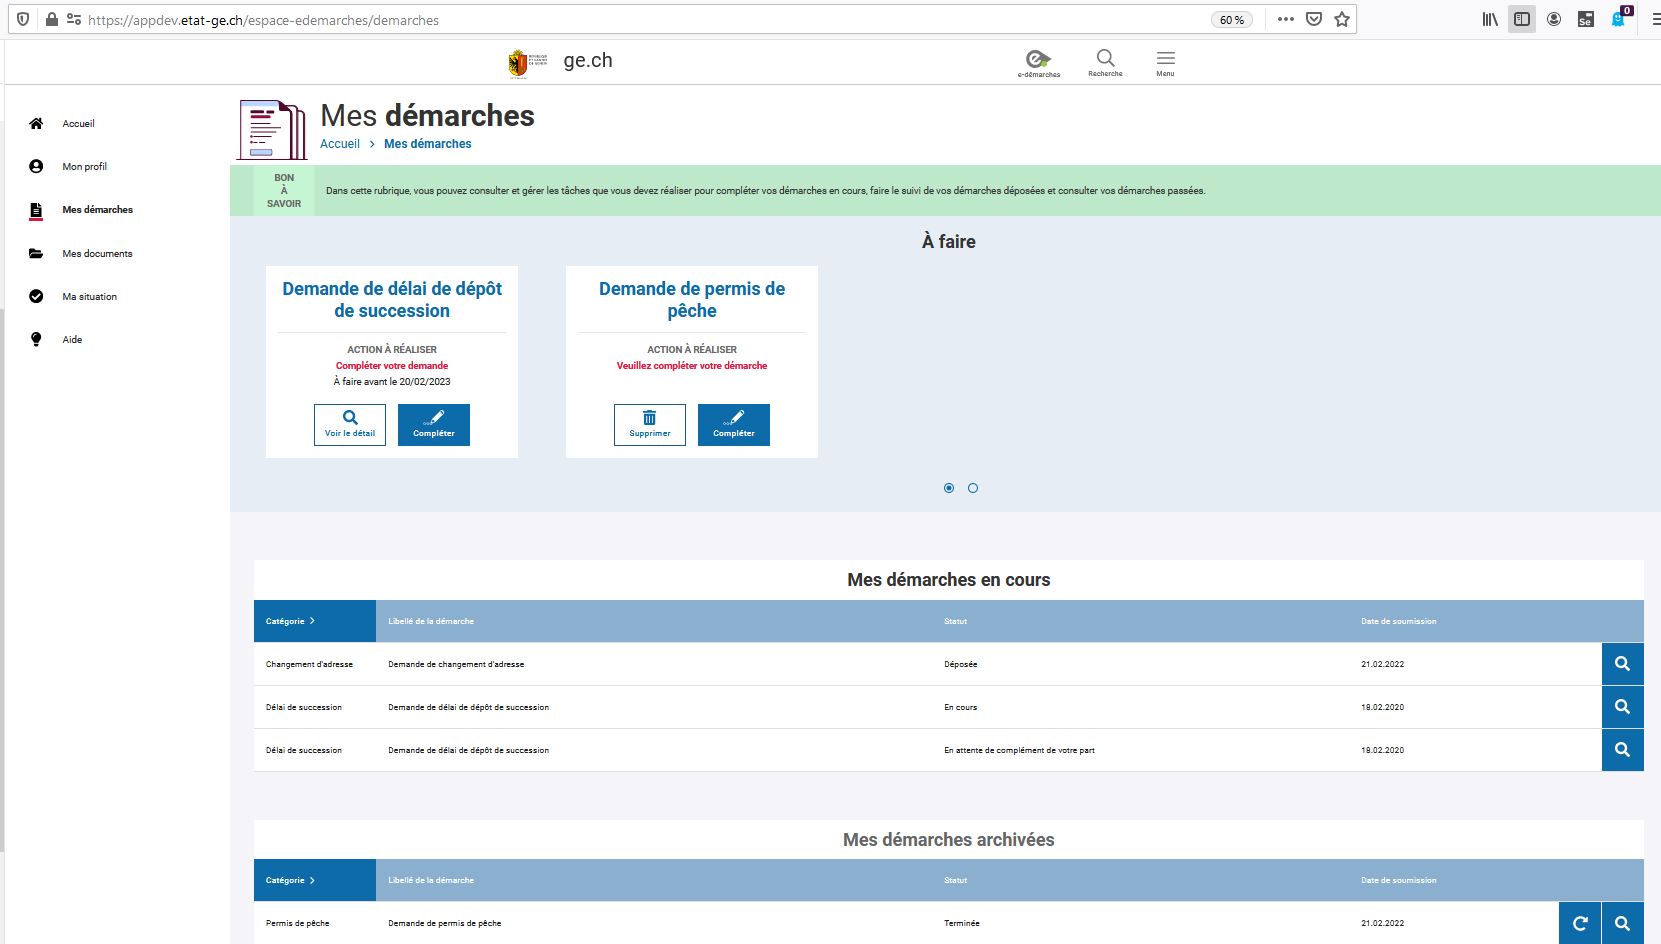 https://appdev.etat-ge.ch/espace-edemarches/demarches
60 %
0
ge.ch
e-démarches
Recherche
Menu
Accueil
Mon profil
Mes démarches
Mes documents
Ma situation
Aide
Mes démarches
Accueil > Mes démarches
BON
À
SAVOIR
Dans cette rubrique, vous pouvez consulter et gérer les tâches que vous devez réaliser pour compléter vos démarches en cours, faire le suivi de vos démarches déposées et consulter vos démarches passées.
À faire
Demande de délai de dépôt
de succession
ACTION À RÉALISER
Compléter votre demande
À faire avant le 20/02/2023
Voir le détail
Compléter
Demande de permis de
pêche
ACTION À RÉALISER
Veuillez compléter votre démarche
Supprimer
Compléter
Mes démarches en cours
Catégorie > Libellé de la démarche Statut Date de soumission
Changement d'adresse Demande de changement d'adresse Déposée 21.02.2022
Délai de succession Demande de délai de dépôt de succession En cours 18.02.2020
Délai de succession Demande de délai de dépôt de succession En attente de complément de votre part 18.02.2020
Mes démarches archivées
Catégorie > Libellé de la démarche Statut Date de soumission
Permis de pêche Demande de permis de pêche Terminée 21.02.2022